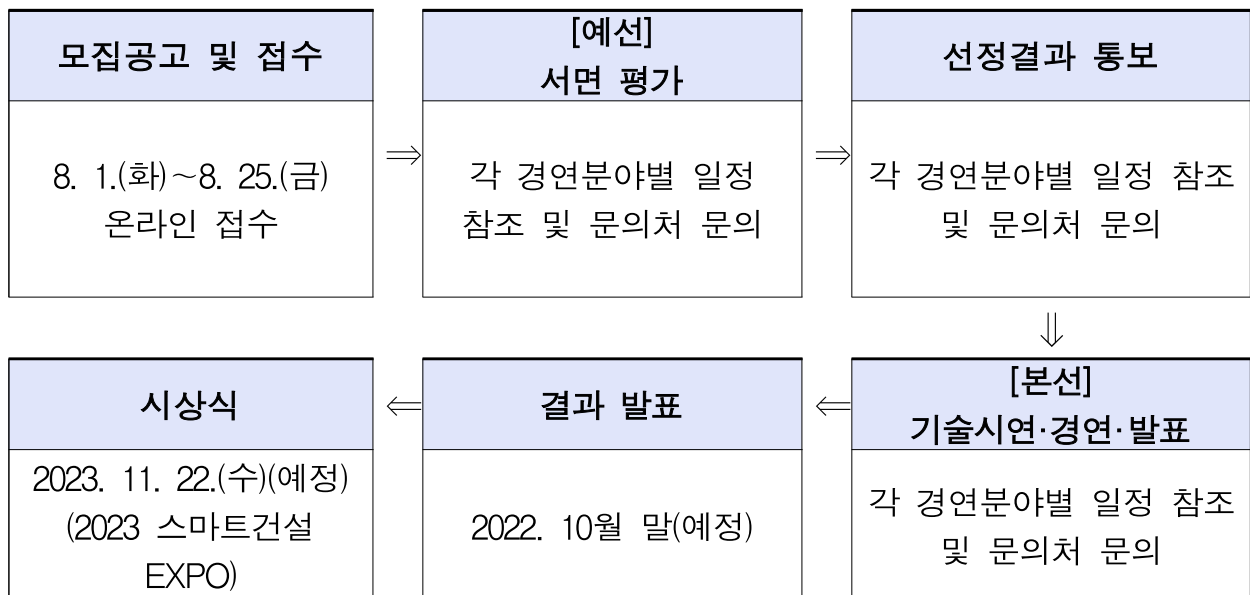 모집공고 및 접수
8. 1.(화)~8. 25.(금)
온라인 접수
⇒
[예선]
서면 평가
각 경연분야별 일정
참조 및 문의처 문의
⇒
선정결과 통보
각 경연분야별 일정 참조
및 문의처 문의
⇓
[본선]
기술시연·경연·발표
각 경연분야별 일정 참조
및 문의처 문의
⇐
결과 발표
2022. 10월 말(예정)
⇐
시상식
2023. 11. 22.(수)(예정)
(2023 스마트건설
EXPO)